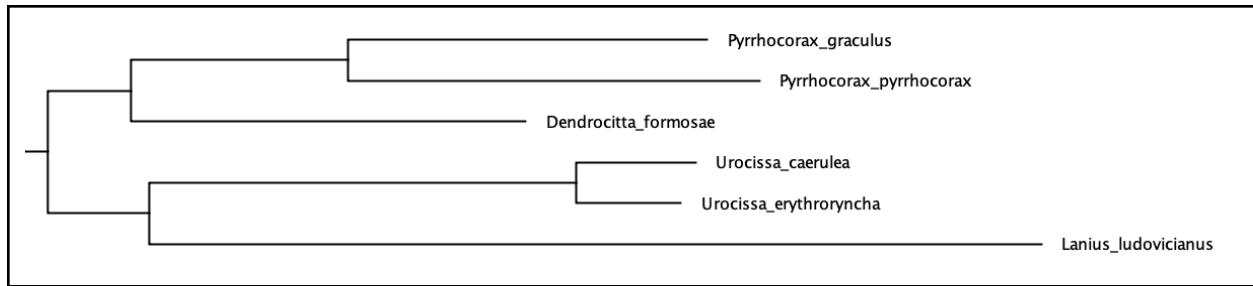 Pyrrhocorax_graculus
Pyrrhocorax_pyrrhocorax
Dendrocitta_formosae
Urocissa_caerulea
Urocissa_erythroryncha
Lanius_ludovicianus